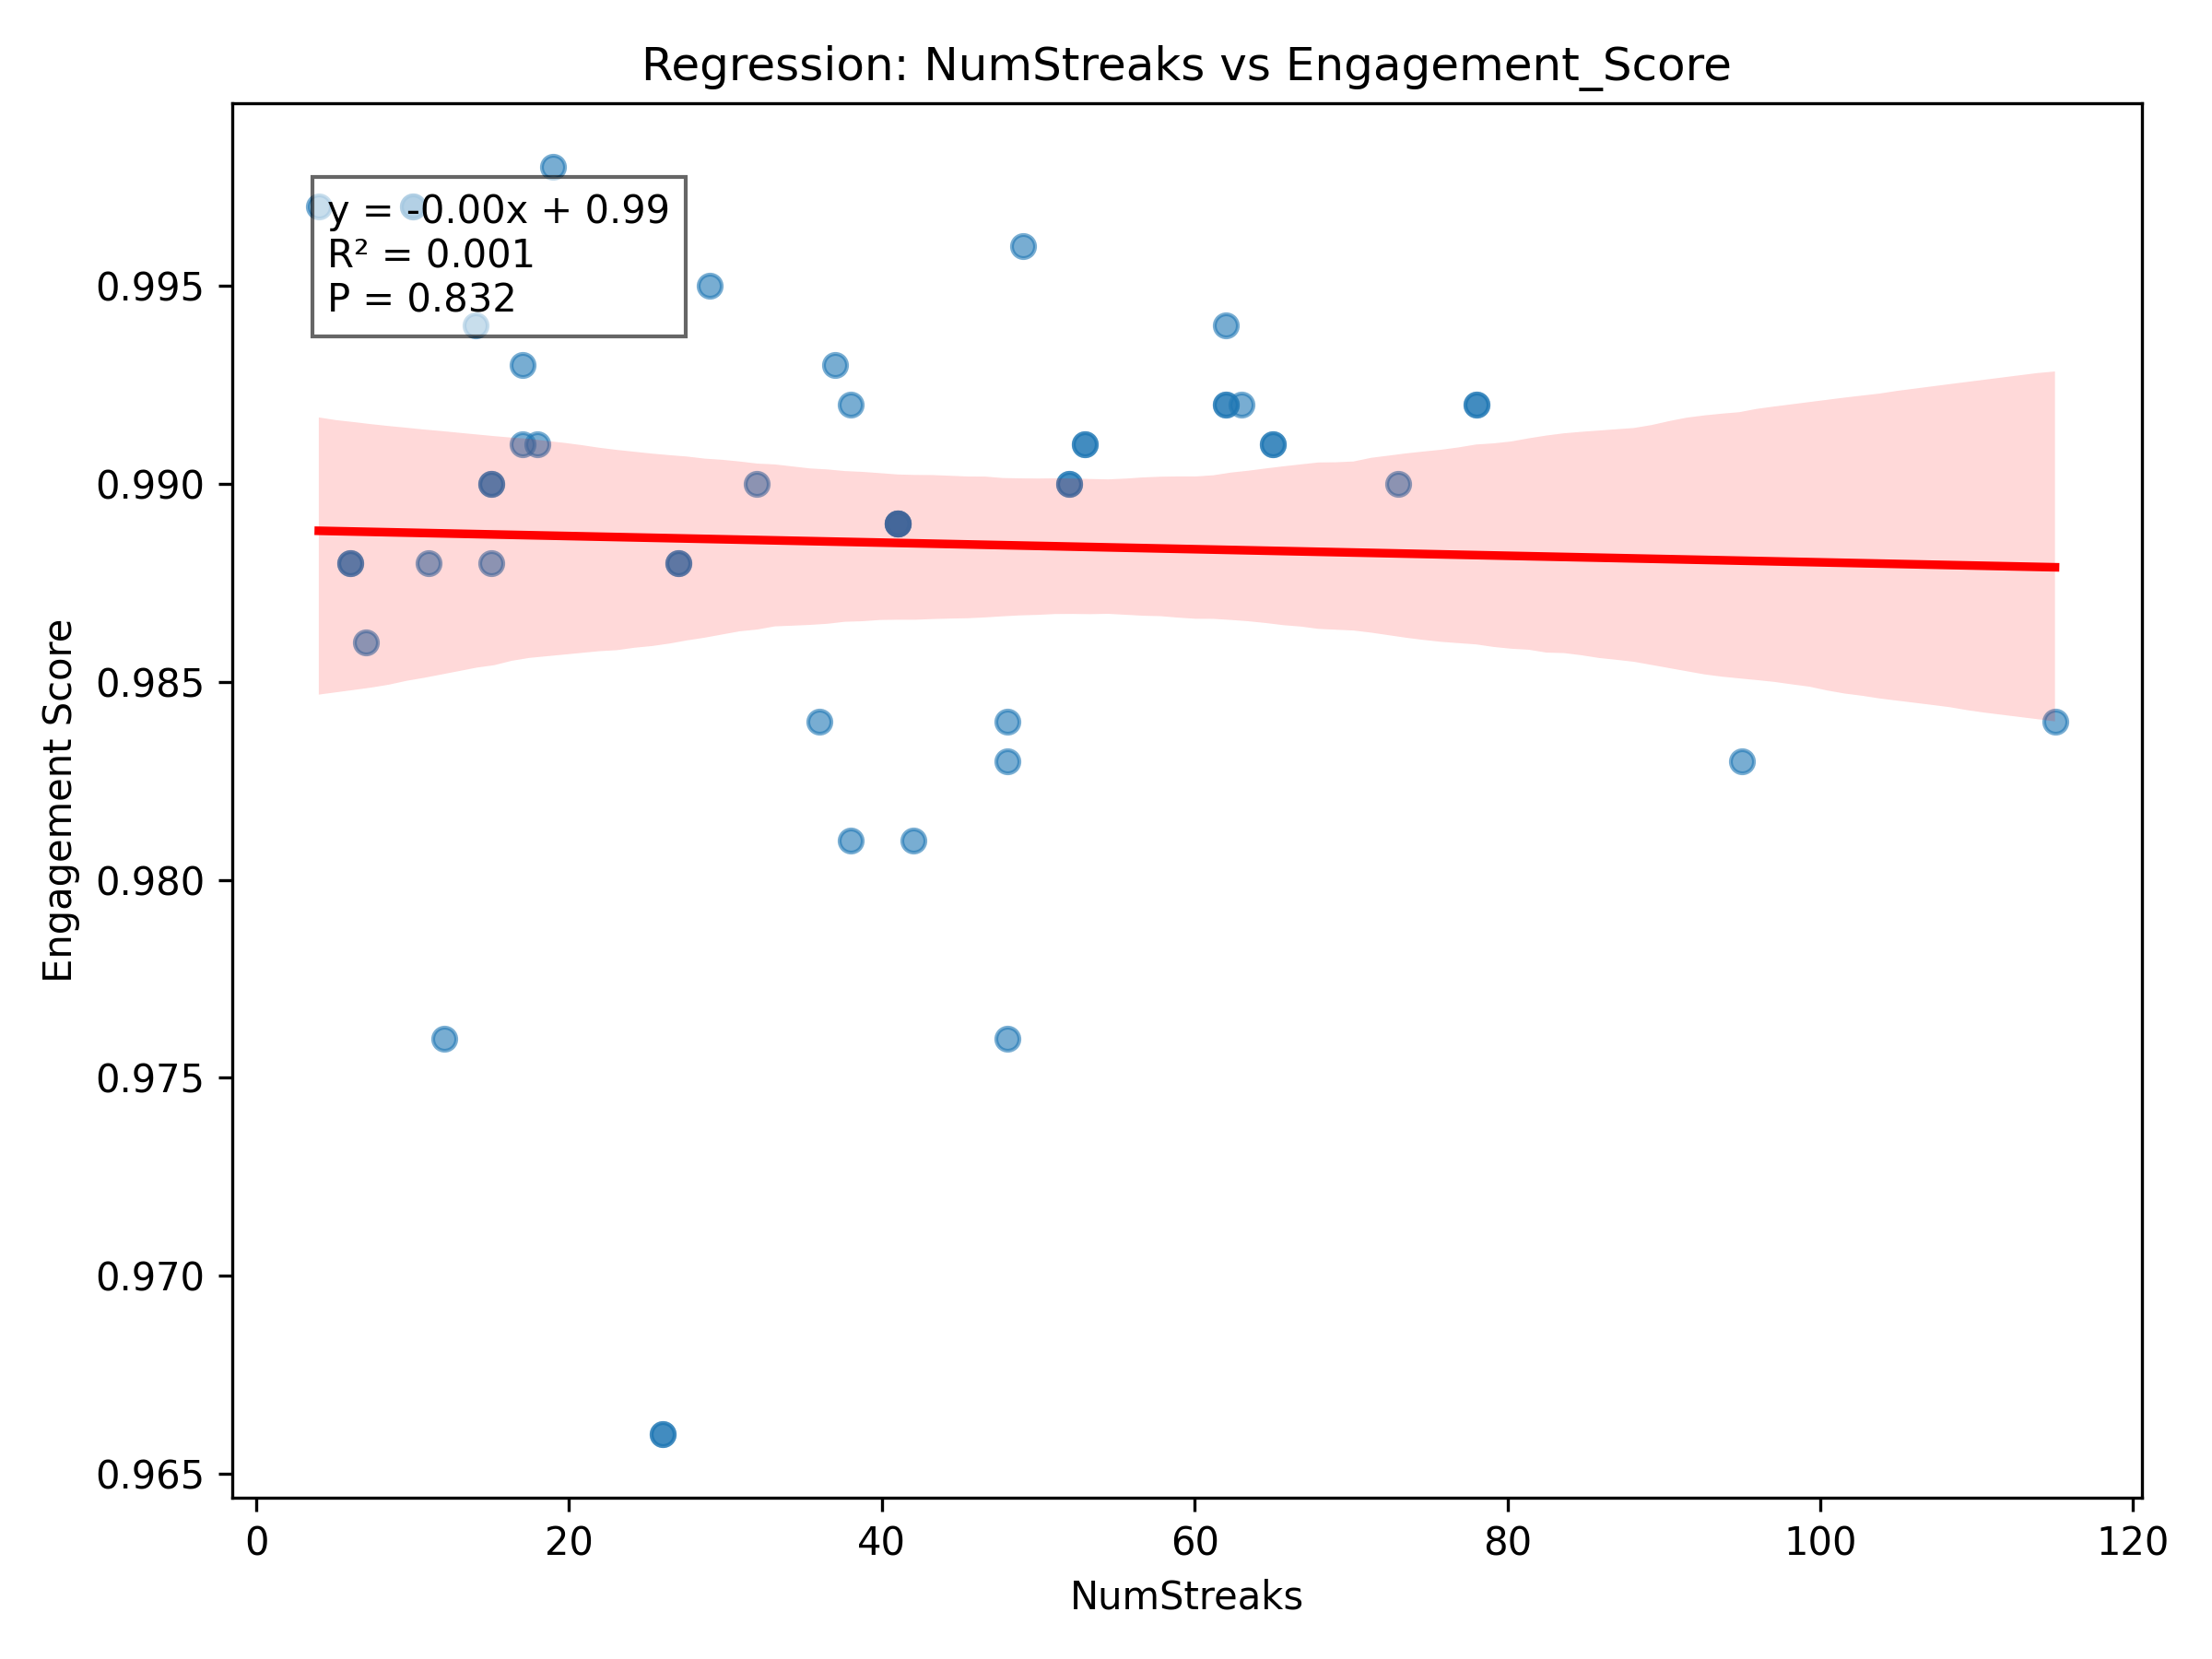 Regression: NumStreaks vs Engagement_Score
y = -0.00x + 0.99
R² = 0.001
P = 0.832
0.995
0.990
0.985
0.980
0.975
0.970
0.965
Engagement Score
0 20 40 60 80 100 120
NumStreaks